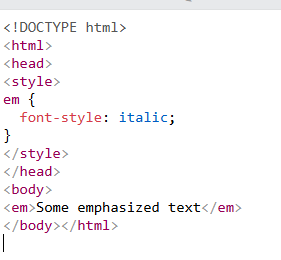 <!DOCTYPE html>
<html>
<head>
<style>
em {
  font-style: italic;
}
</style>
</head>
<body>
<em>Some emphasized text</em>
</body></html>